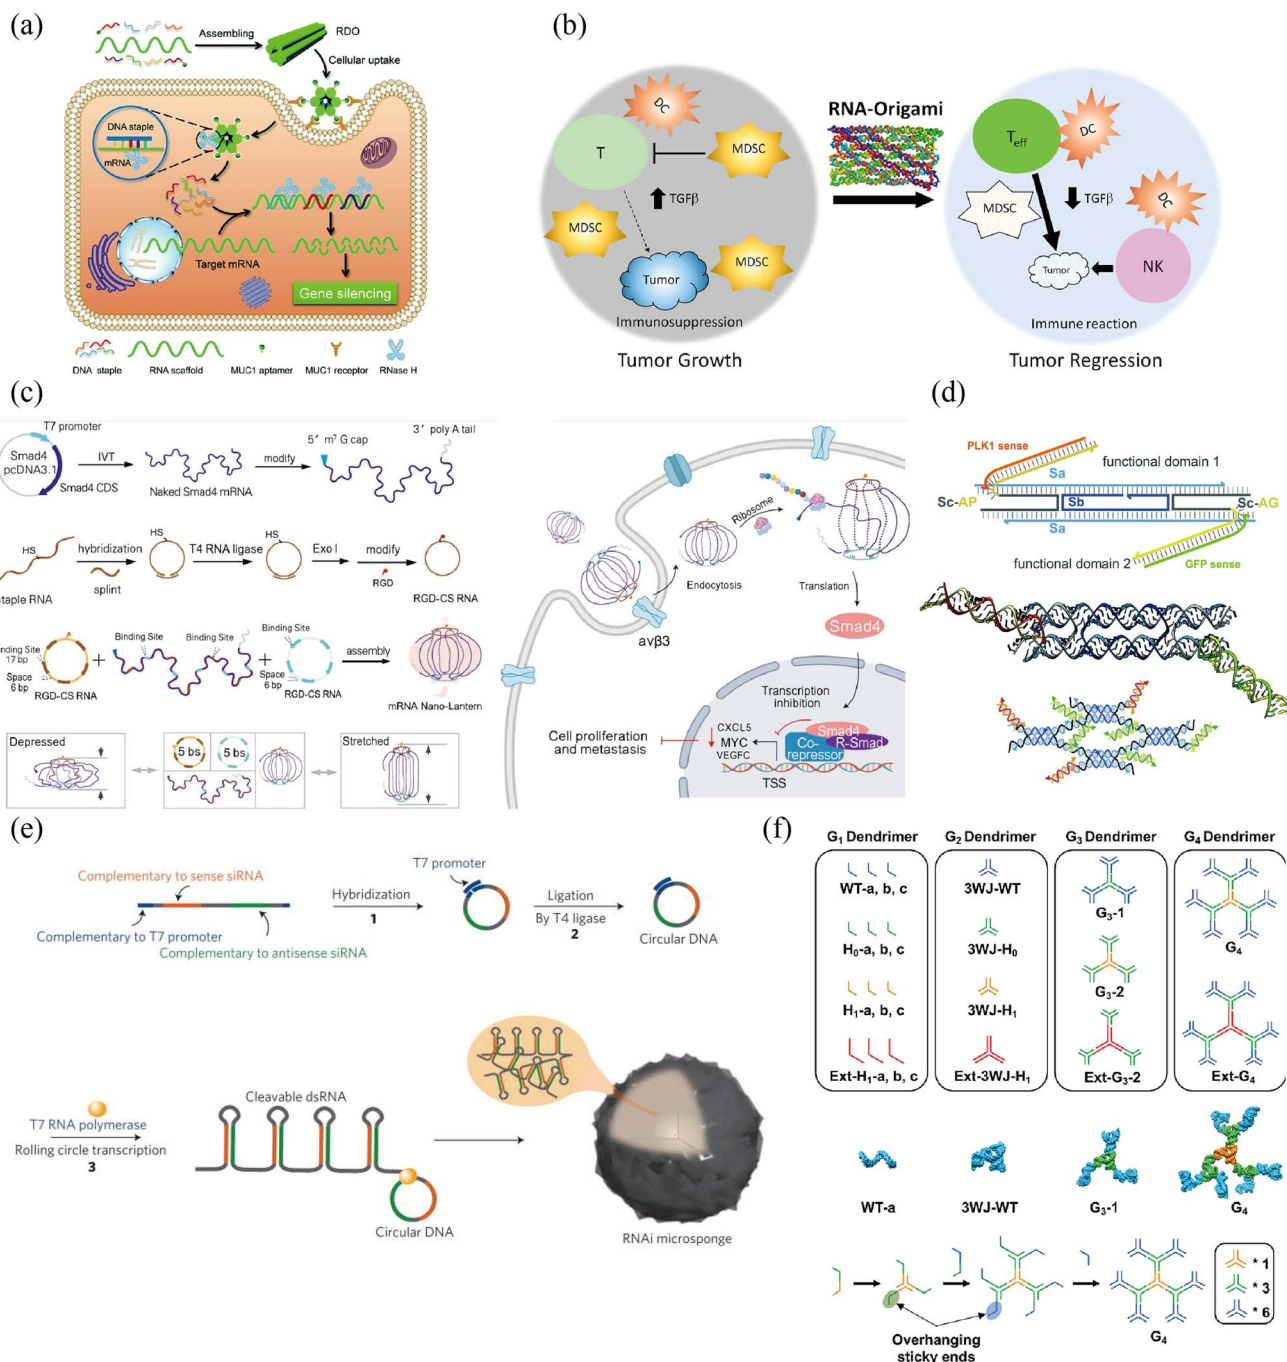 (a)
Assembling
RDO
Cellular uptake
DNA staple
mRNA
Target mRNA
Gene silencing
DNA staple
RNA scaffold
MUC1 aptamer
MUC1 receptor
RNase H
(b)
DC
T
MDSC
TGFβ
MDSC
MDSC
Tumor
Immunosuppression
Tumor Growth
RNA-Origami
Teff
DC
MDSC
TGFβ
DC
Tumor
NK
Immune reaction
Tumor Regression
(c)
T7 promoter
Smad4
pcDNA3.1
Smad4 CDS
IVT
Naked Smad4 mRNA
modify
5′ m7 G cap
3′ poly A tail
HS
hybridization
splint
staple RNA
HS
T4 RNA ligase
HS
Exo I
modify
RGD
RGD-CS RNA
Binding Site
17 bp
Space
6 bp
RGD-CS RNA
Binding Site
Binding Site
Binding Site
Space
6 bp
RGD-CS RNA
assembly
mRNA Nano-Lantern
Depressed
5 bs
5 bs
Stretched
Ribosome
Endocytosis
αvβ3
Translation
Smad4
Transcription
inhibition
Cell proliferation
and metastasis
CXCL5
MYC
VEGFC
Smad4
Co-
repressor
R-Smad
TSS
(d)
PLK1 sense
Sa
functional domain 1
Sc-AP
Sb
Sc-AG
Sa
functional domain 2
GFP sense
(e)
Complementary to sense siRNA
Complementary to T7 promoter
Complementary to antisense siRNA
Hybridization
1
T7 promoter
Ligation
By T4 ligase
2
Circular DNA
T7 RNA polymerase
Rolling circle transcription
3
Cleavable dsRNA
Circular DNA
RNAi microsponge
(f)
G1 Dendrimer
G2 Dendrimer
G3 Dendrimer
G4 Dendrimer
WT-a, b, c
3WJ-WT
G3-1
G4
H0-a, b, c
3WJ-H0
G3-2
H1-a, b, c
3WJ-H1
Ext-H1-a, b, c
Ext-3WJ-H1
Ext-G3-2
Ext-G4
WT-a
3WJ-WT
G3-1
G4
Overhanging
sticky ends
G4
* 1
* 3
* 6